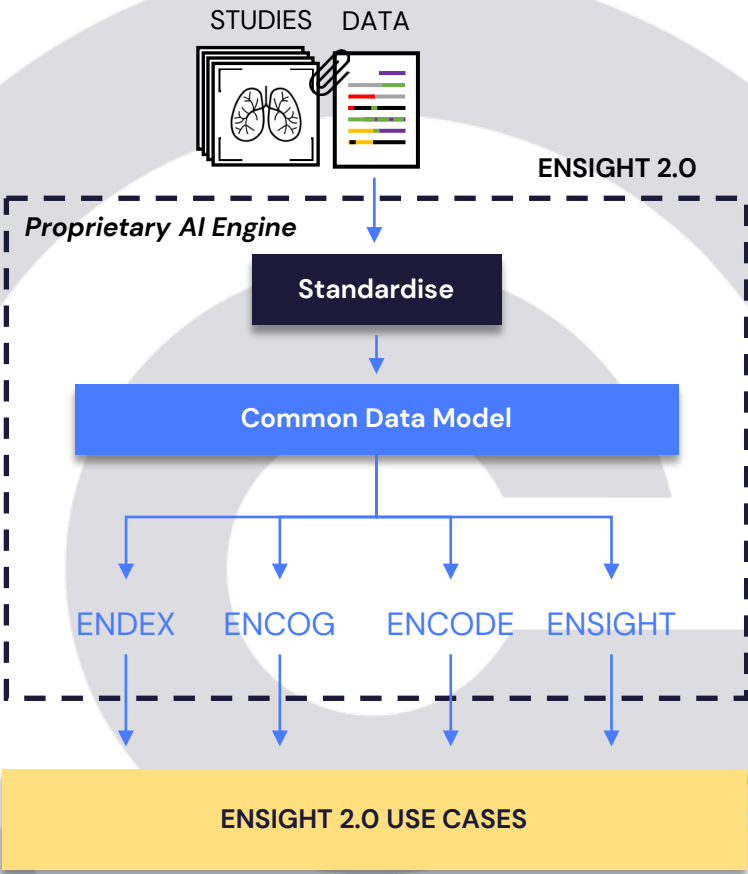 STUDIES DATA
ENSIGHT 2.0
Proprietary AI Engine
Standardise
Common Data Model
ENDEX ENCOG ENCODE ENSIGHT
ENSIGHT 2.0 USE CASES